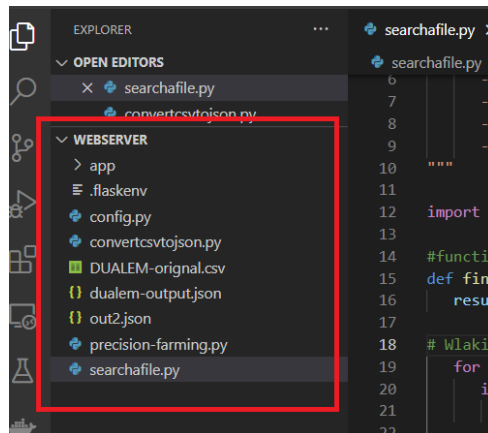 EXPLORER ...
searchafile.py
OPEN EDITORS
searchafile.py
convertcsvtojson.py
WEBSERVER
app
.flaskenv
config.py
convertcsvtojson.py
DUALEM-orignal.csv
{} dualem-output.json
{} out2.json
precision-farming.py
searchafile.py
searchafile.py
6 -
7 -
8 -
9 -
10 """
11
12 import
13
14 #functi
15 def fin
16 resu
17
18 # Wlaki
19 for
20 i
21
22